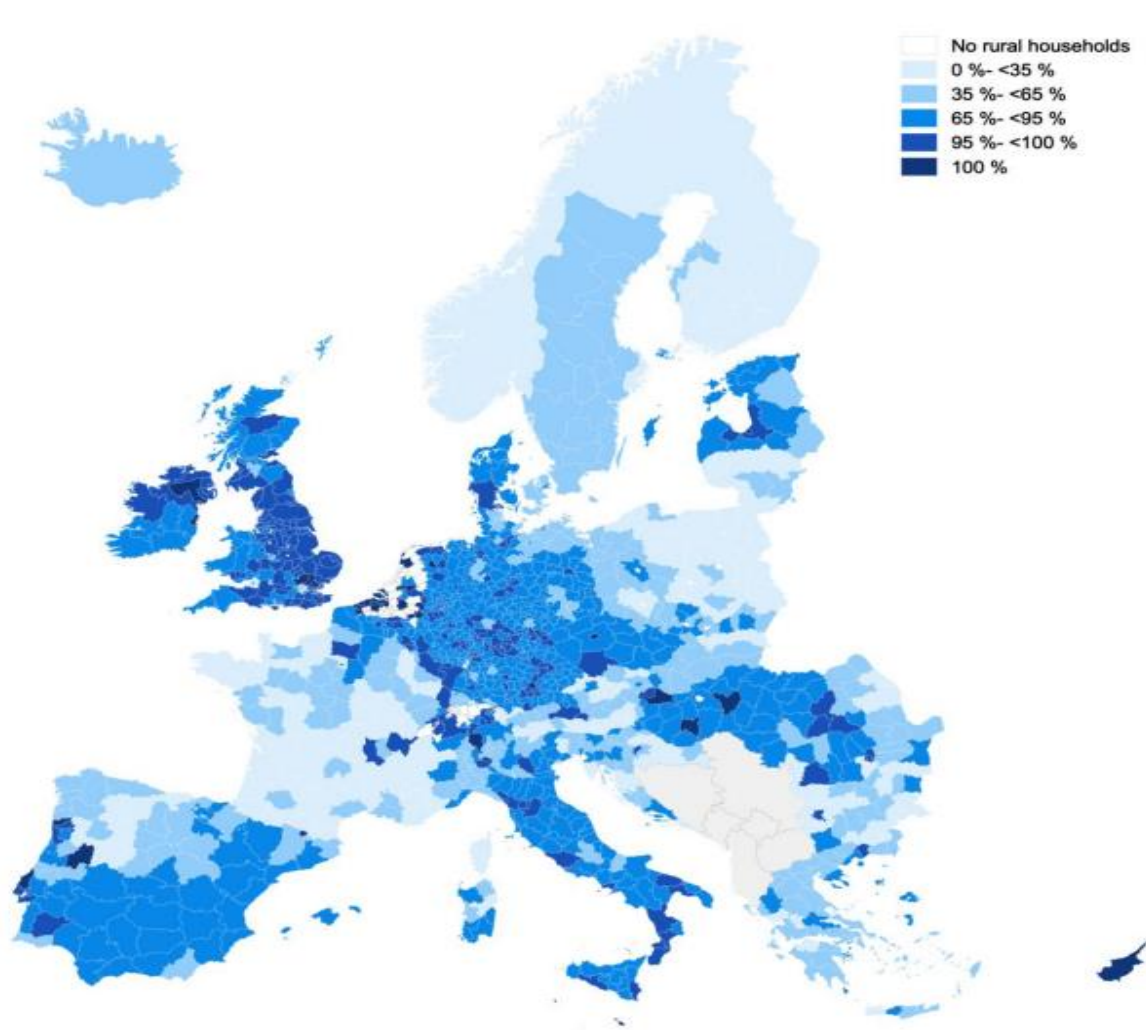 No rural households
0 %- <35 %
35 %- <65 %
65 %- <95 %
95 %- <100 %
100 %